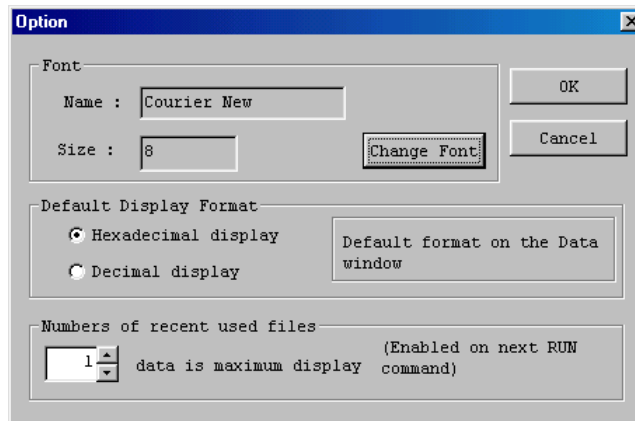 Option
Font
Name : Courier New
OK
Size : 8
Change Font
Cancel
Default Display Format
Hexadecimal display
Decimal display
Default format on the Data
window
Numbers of recent used files
1 data is maximum display
(Enabled on next RUN
command)